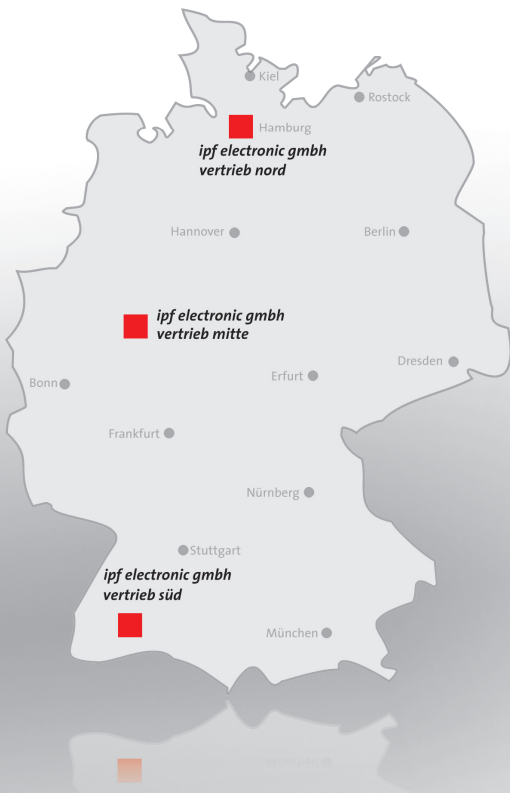 Kiel
Rostock
Hamburg
ipf electronic gmbh
vertrieb nord
Hannover
Berlin
ipf electronic gmbh
vertrieb mitte
Dresden
Erfurt
Bonn
Frankfurt
Nürnberg
Stuttgart
ipf electronic gmbh
vertrieb süd
München